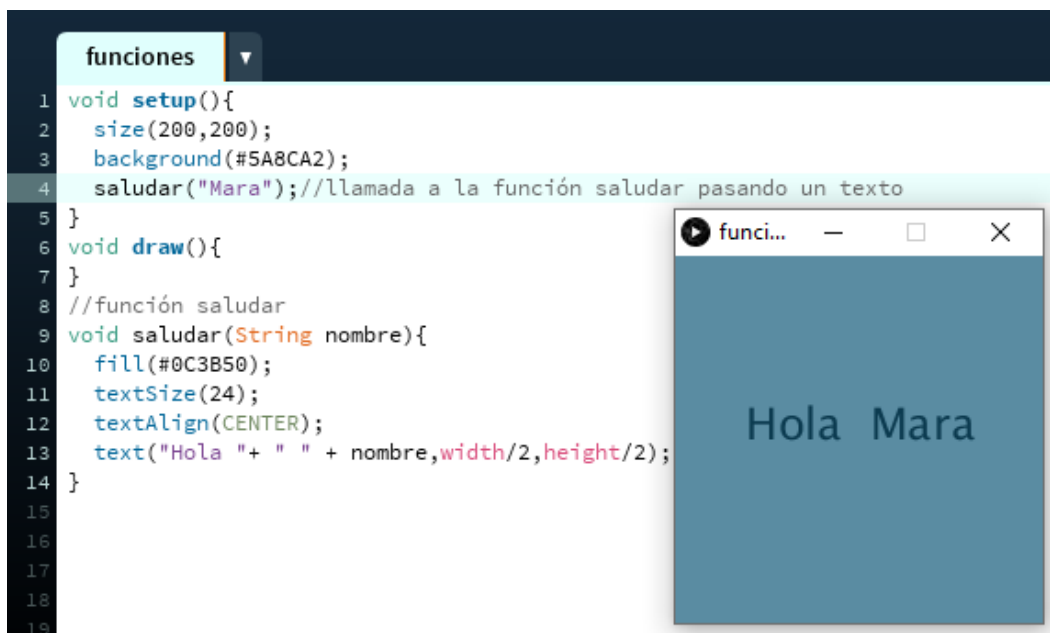 funciones ▼
1 void setup(){
2 size(200,200);
3 background(#5A8CA2);
4 saludar("Mara");//llamada a la función saludar pasando un texto
5 }
6 void draw(){
7 }
8 //función saludar
9 void saludar(String nombre){
10 fill(#0C3B50);
11 textSize(24);
12 textAlign(CENTER);
13 text("Hola "+ " " + nombre,width/2,height/2);
14 }
15
16
17
18
19
funci...
Hola Mara